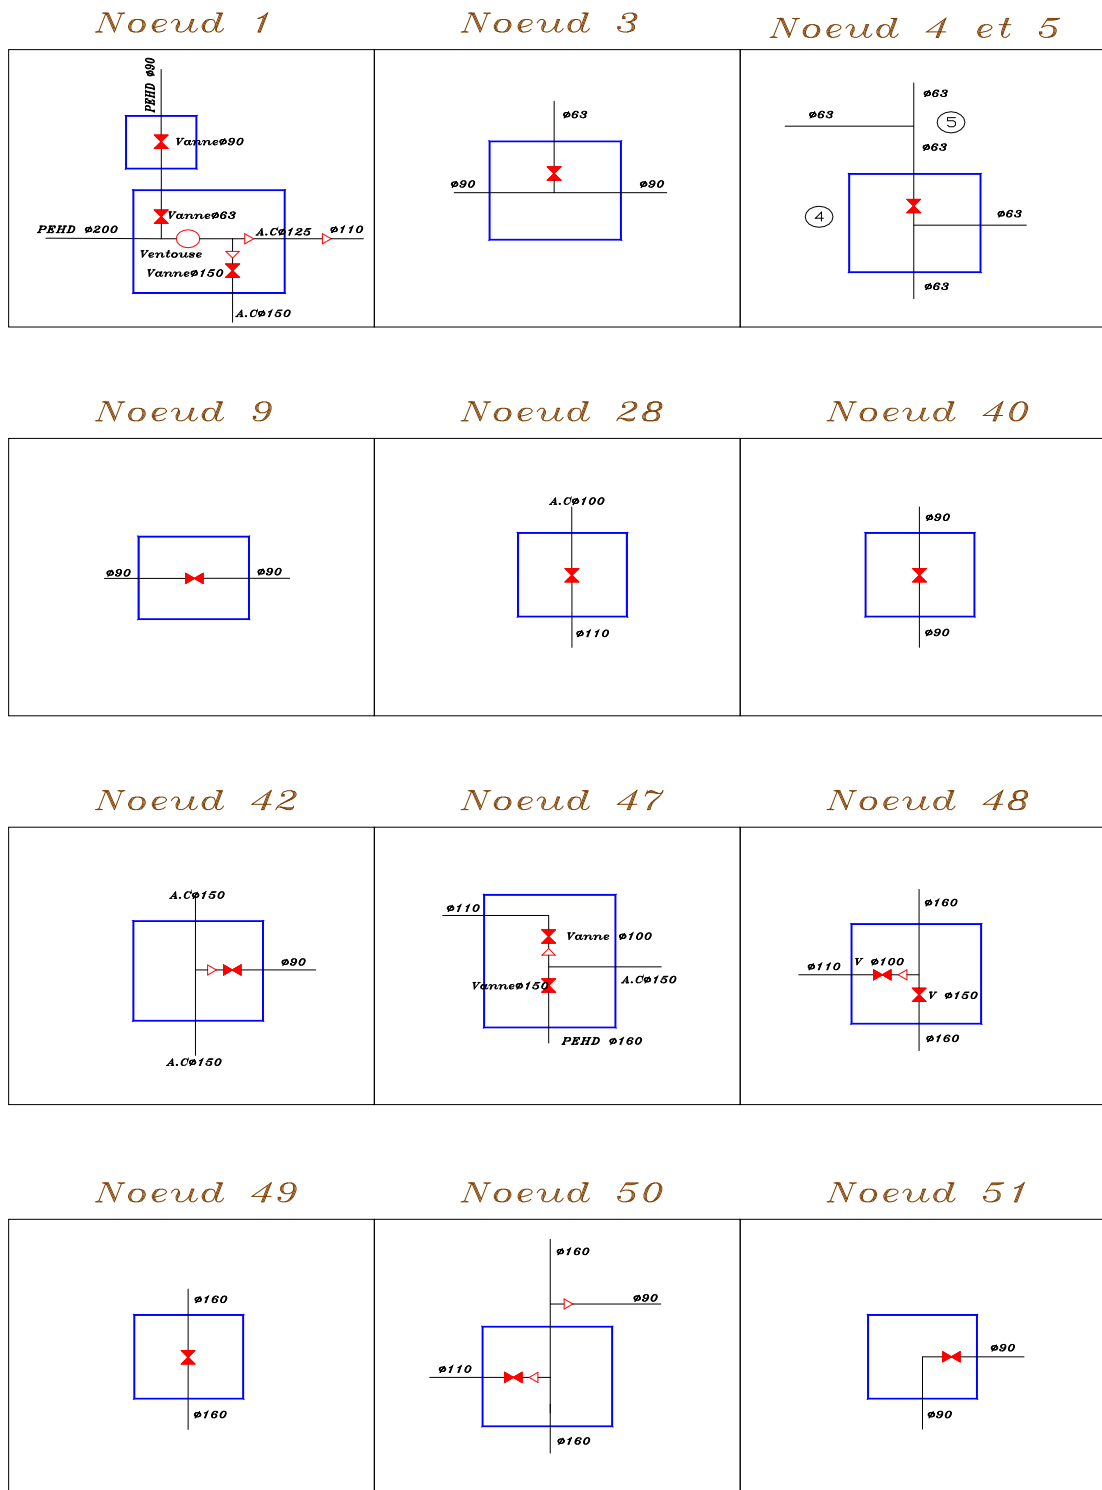 Noeud 1
Noeud 3
Noeud 4 et 5
PEHD ø90
Vanneø90
Vanneø63
PEHD ø200
A.Cø125
ø110
Ventouse
Vanneø150
A.Cø150
ø63
ø90
ø90
ø63
ø63
5
ø63
4
ø63
ø63
Noeud 9
Noeud 28
Noeud 40
ø90
ø90
A.Cø100
ø110
ø90
ø90
Noeud 42
Noeud 47
Noeud 48
A.Cø150
ø90
A.Cø150
ø110
Vanne ø100
Vanneø150
A.Cø150
PEHD ø160
ø160
V ø100
ø110
V ø150
ø160
Noeud 49
Noeud 50
Noeud 51
ø160
ø160
ø160
ø90
ø110
ø160
ø90
ø90